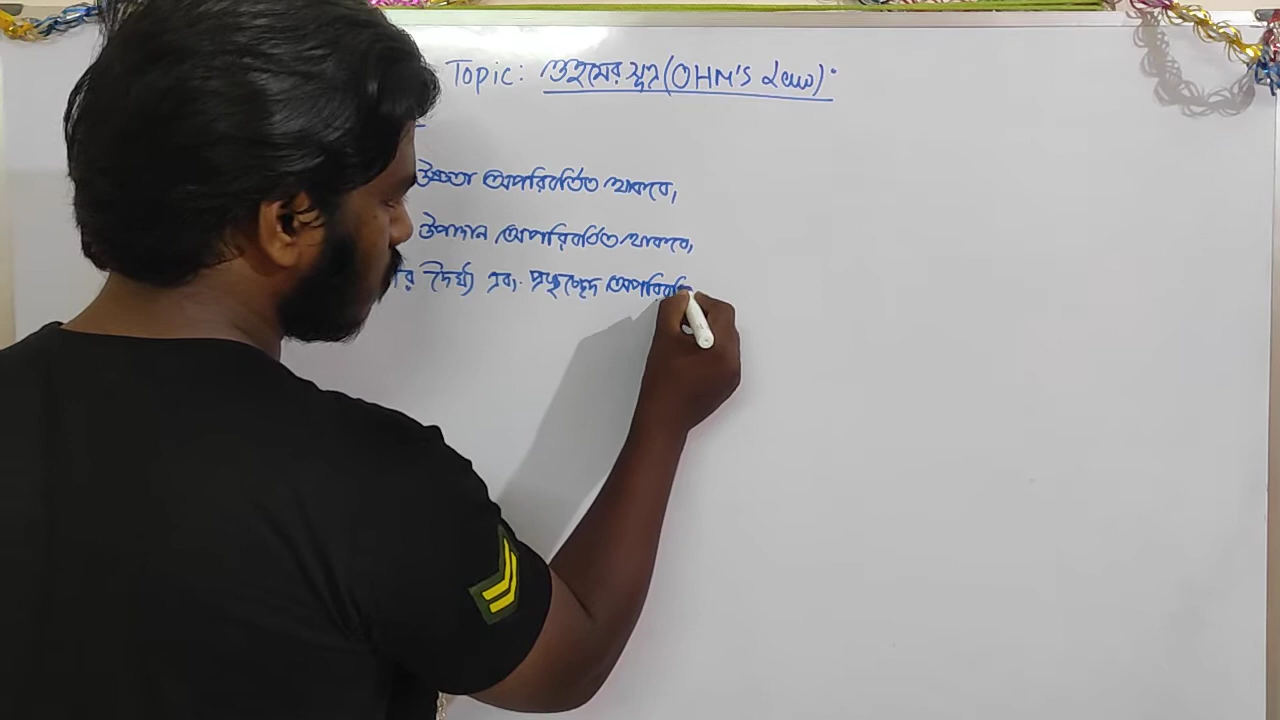 Topic: ওহমের সূত্র (OHM'S Law):
উষ্ণতা অপরিবর্তিত থাকবে,
উপাদান অপরিবর্তিত থাকবে,
দৈর্ঘ্য এবং প্রস্থচ্ছেদ